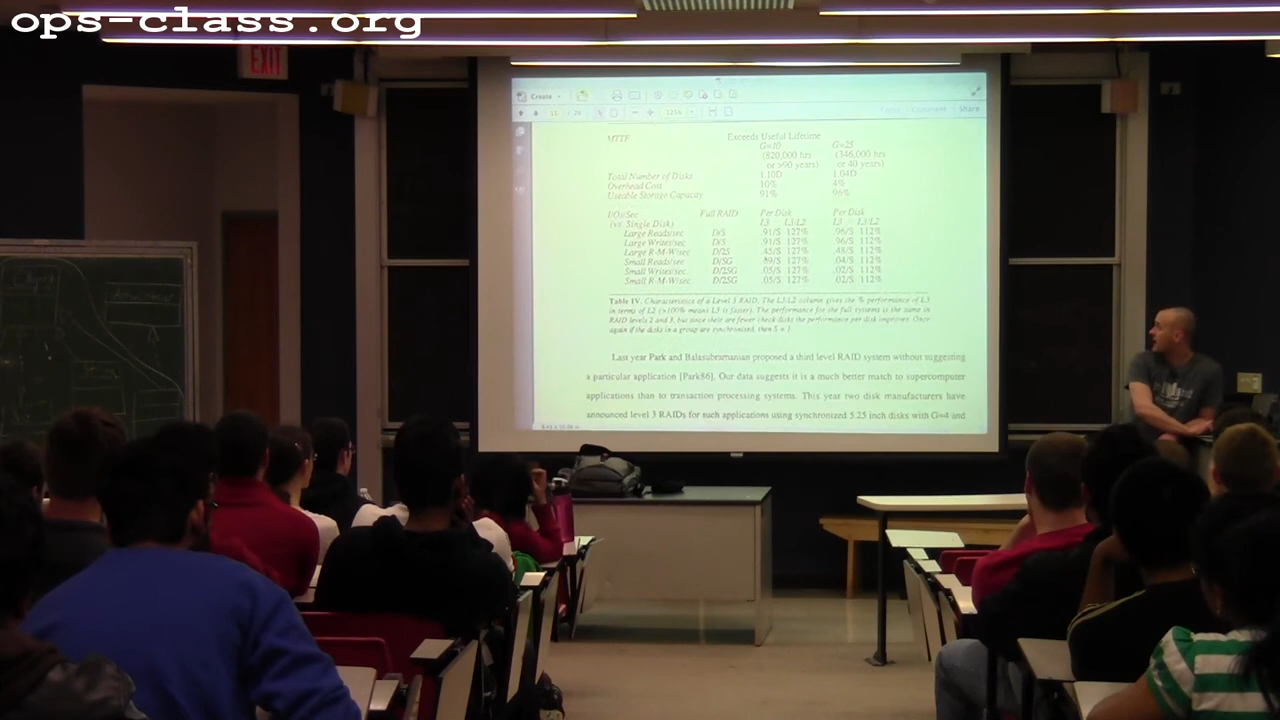 ops-class.org
EXIT
Create
11 / 26
125%
Comment
Share
MTTF Exceeds Useful Lifetime
G=10 G=25
(820,000 hrs (346,000 hrs
or >90 years) or 40 years)
Total Number of Disks 1.10D 1.04D
Overhead Cost 10% 4%
Useable Storage Capacity 91% 96%
I/Os/Sec Full RAID Per Disk Per Disk
(vs. Single Disk) L3 L3/L2 L3 L3/L2
Large Reads/sec D/S .91/S 127% .96/S 112%
Large Writes/sec D/S .91/S 127% .96/S 112%
Large R-M-W/sec D/2S .45/S 127% .48/S 112%
Small Reads/sec D/SG .09/S 127% .04/S 112%
Small Writes/sec D/2SG .05/S 127% .02/S 112%
Small R-M-W/sec D/2SG .05/S 127% .02/S 112%
Table IV. Characteristics of a Level 3 RAID. The L3/L2 column gives the % performance of L3
in terms of L2 (>100% means L3 is faster). The performance for the full systems is the same in
RAID levels 2 and 3, but since there are fewer check disks the performance per disk improves. Once
again if the disks in a group are synchronized, then S = 1.
Last year Park and Balasubramanian proposed a third level RAID system without suggesting
a particular application [Park86]. Our data suggests it is a much better match to supercomputer
applications than to transaction processing systems. This year two disk manufacturers have
announced level 3 RAIDs for such applications using synchronized 5.25 inch disks with G=4 and